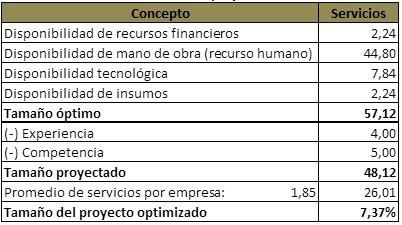 Concepto Servicios
Disponibilidad de recursos financieros 2,24
Disponibilidad de mano de obra (recurso humano) 44,80
Disponibilidad tecnológica 7,84
Disponibilidad de insumos 2,24
Tamaño óptimo 57,12
(-) Experiencia 4,00
(-) Competencia 5,00
Tamaño proyectado 48,12
Promedio de servicios por empresa: 1,85 26,01
Tamaño del proyecto optimizado 7,37%